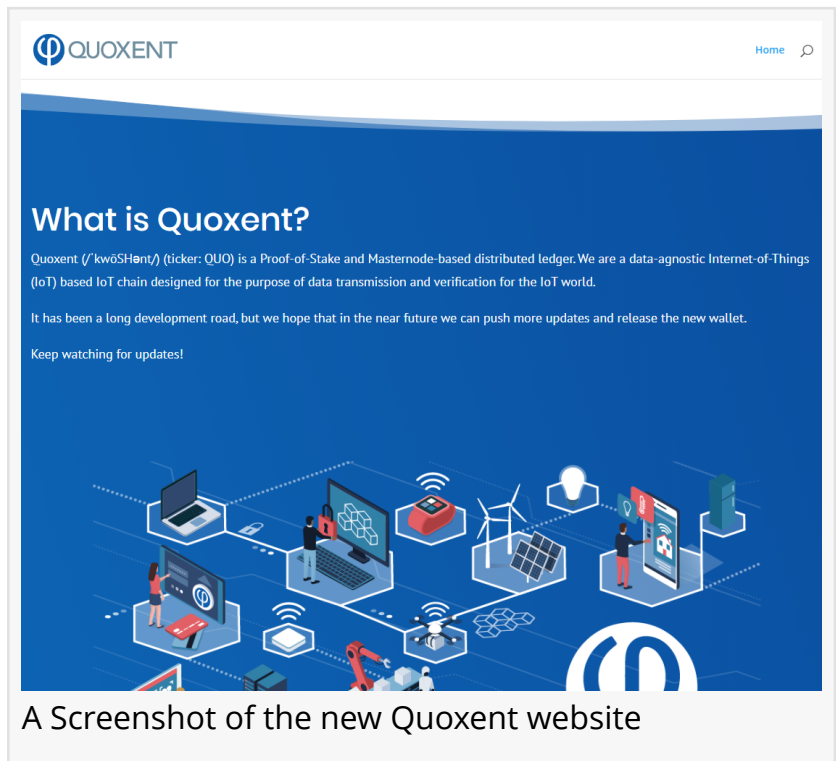 QUOXENT
Home
What is Quoxent?
Quoxent (/ˈkwōSHənt/) (ticker: QUO) is a Proof-of-Stake and Masternode-based distributed ledger. We are a data-agnostic Internet-of-Things
(IoT) based IoT chain designed for the purpose of data transmission and verification for the IoT world.
It has been a long development road, but we hope that in the near future we can push more updates and release the new wallet.
Keep watching for updates!
A Screenshot of the new Quoxent website